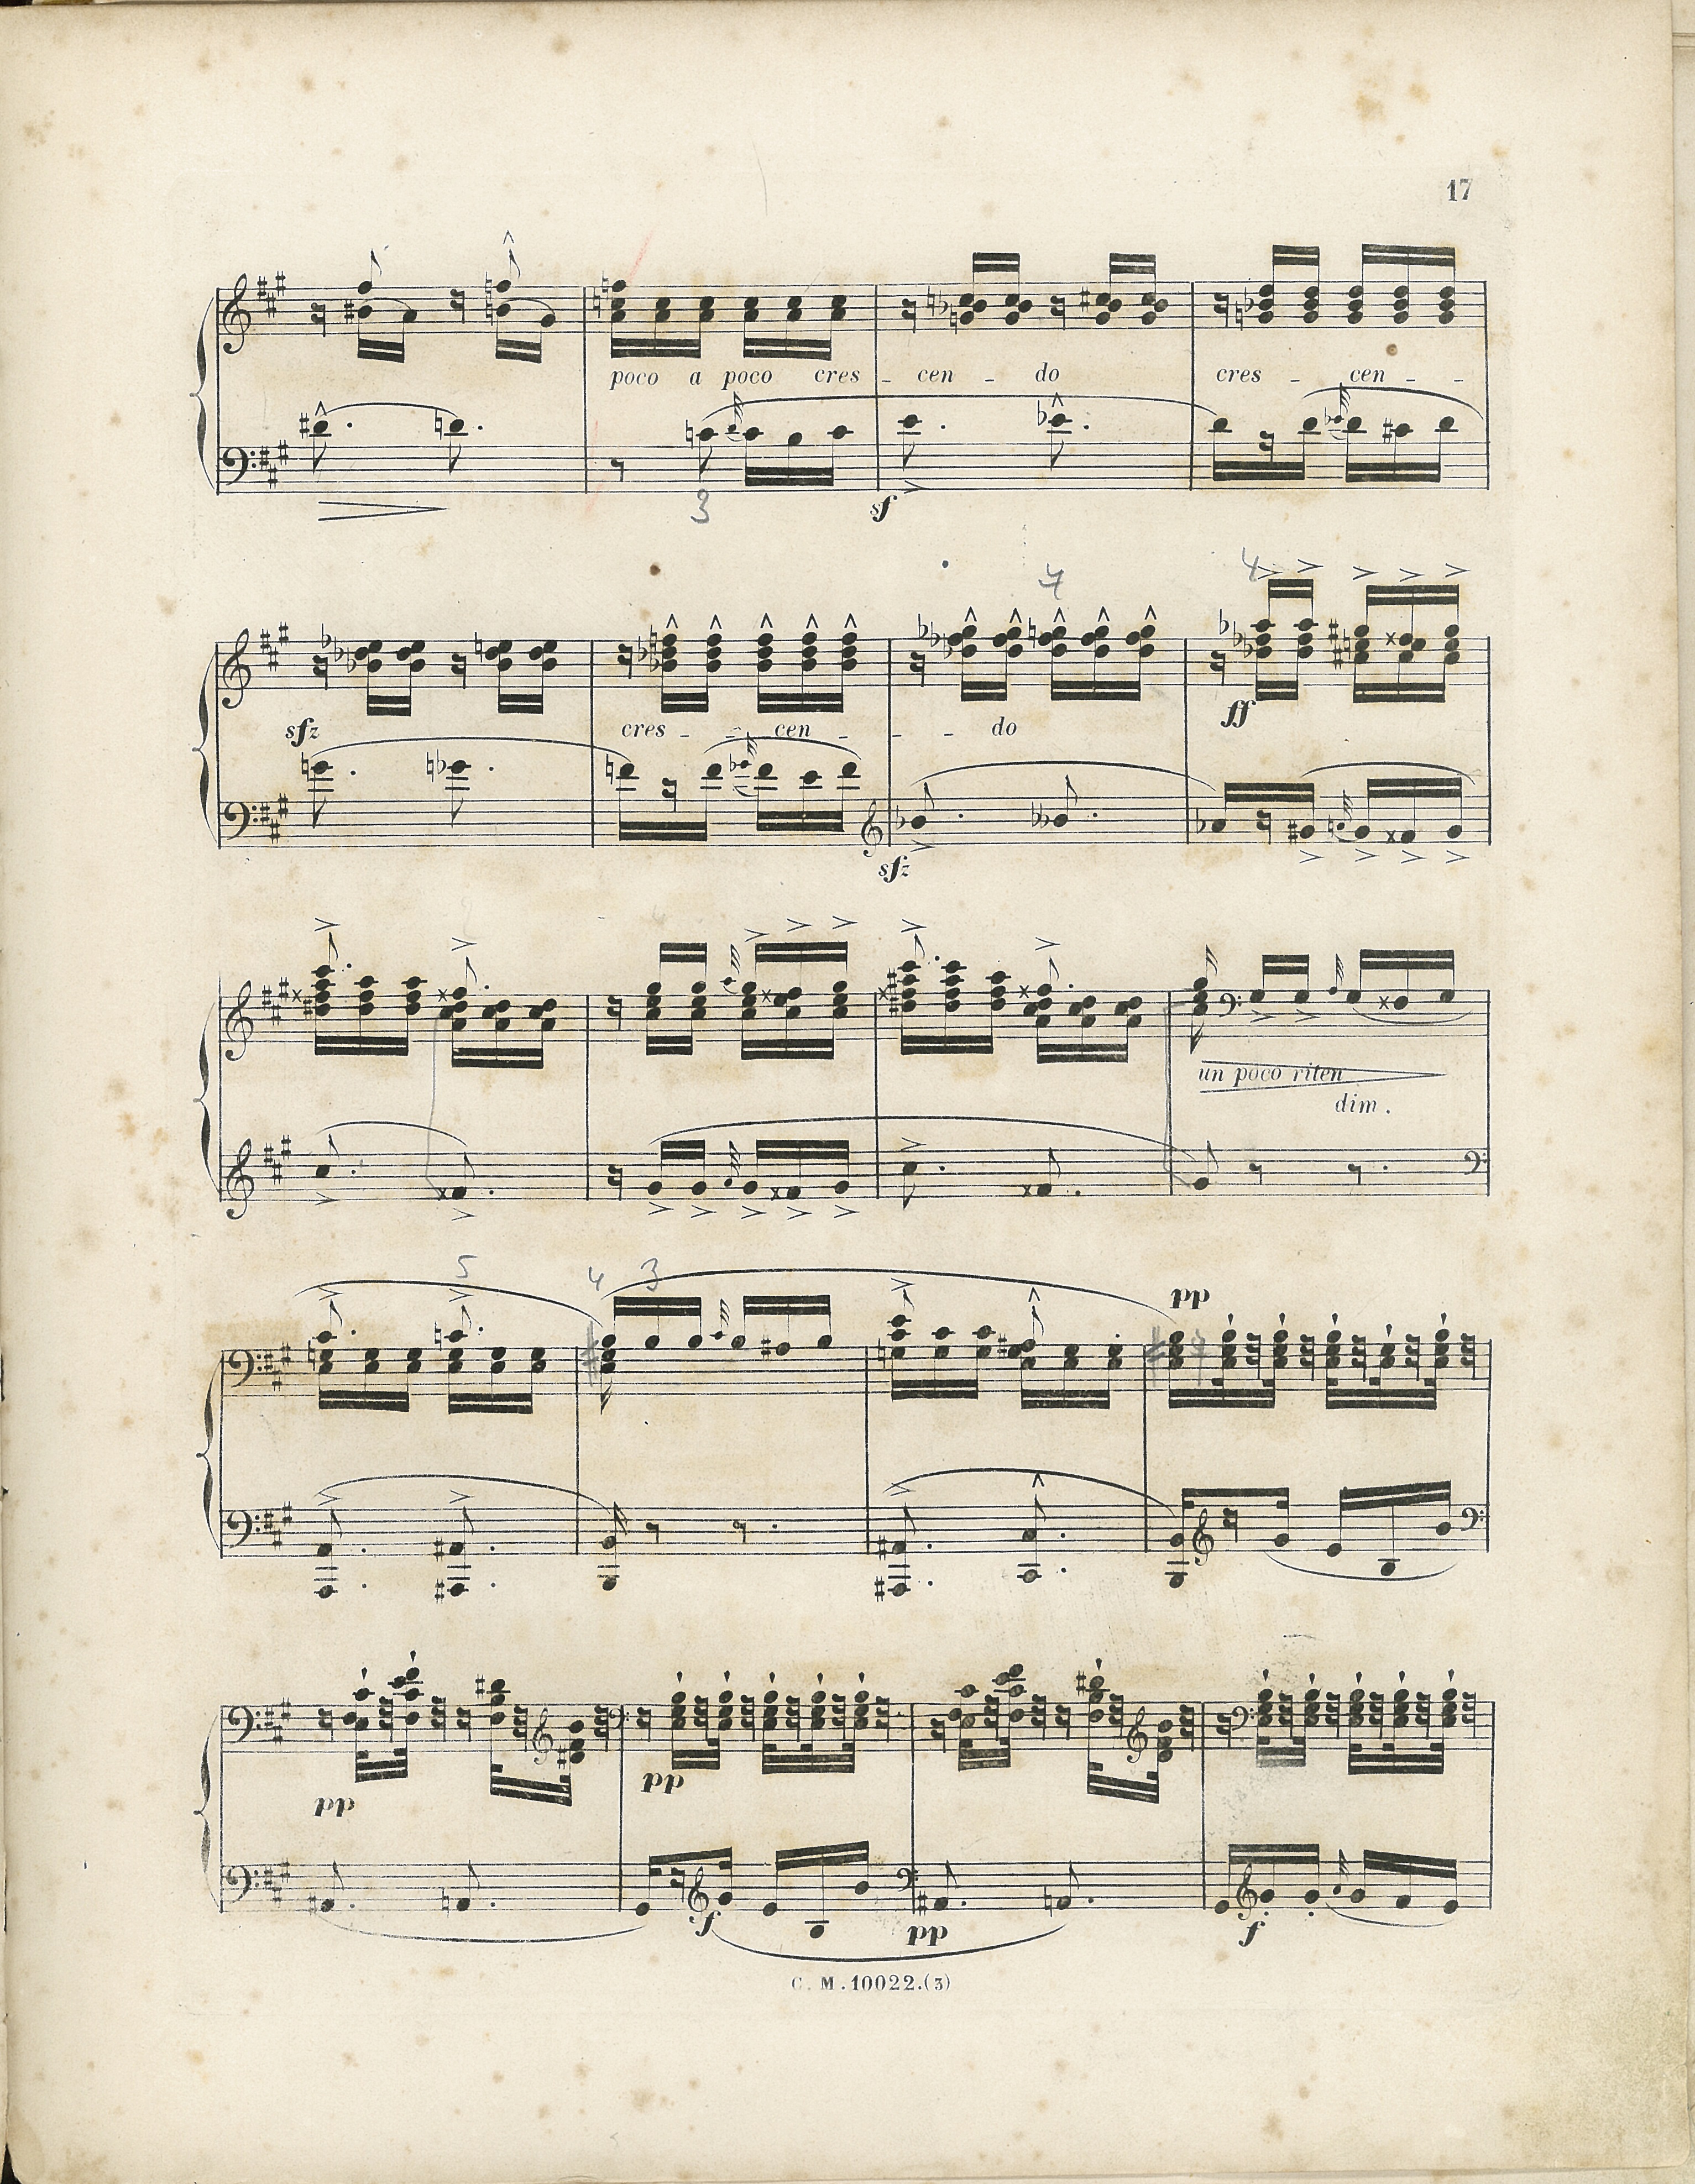 17
poco a poco cres - cen - do cres - cen - -
3
sf
4 4
sfz cres - - cen - - - do ff
sfz
un poco riten
dim.
5 4 3
pp
pp pp
f pp f
C. M. 10022.(3)